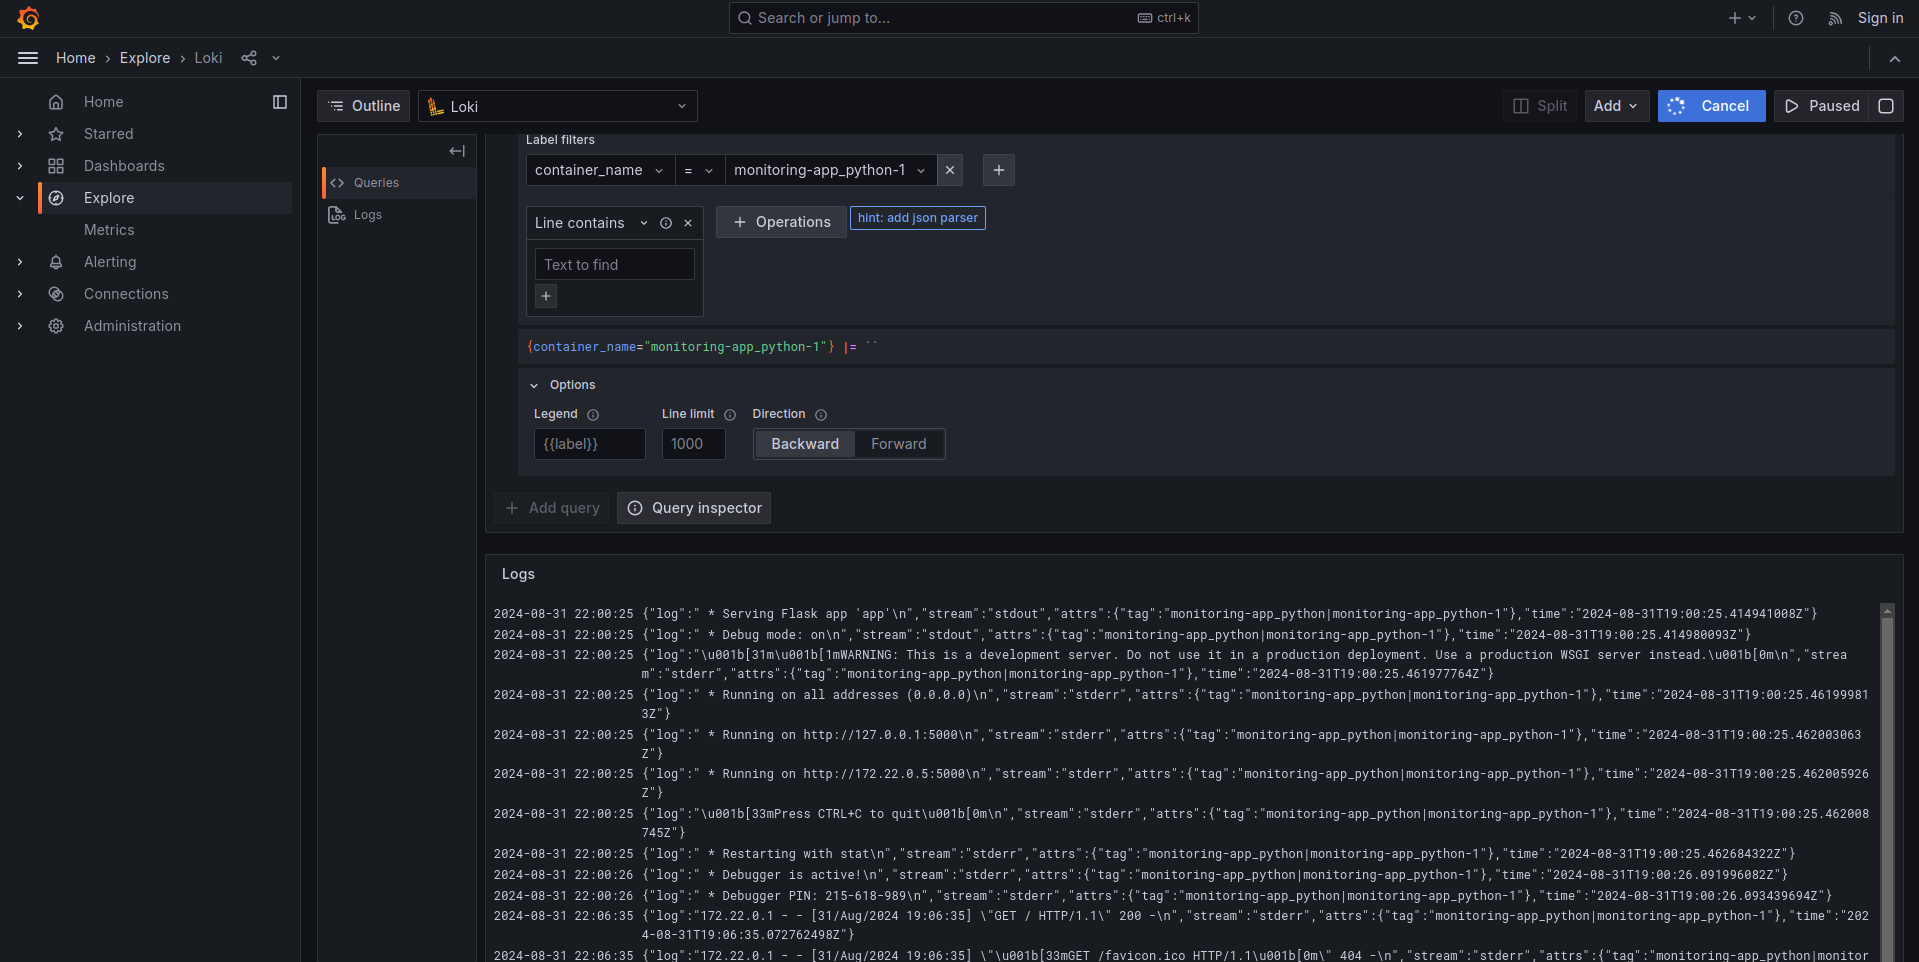 Search or jump to...
ctrl+k
Sign in
Home › Explore › Loki
Home
Starred
Dashboards
Explore
Metrics
Alerting
Connections
Administration
Outline
Loki
Split
Add
Cancel
Paused
Queries
Logs
Label filters
container_name = monitoring-app_python-1
Line contains
Operations
hint: add json parser
Text to find
{container_name="monitoring-app_python-1"} |= ``
Options
Legend Line limit Direction
{{label}} 1000 Backward Forward
Add query Query inspector
Logs
2024-08-31 22:00:25 {"log":" * Serving Flask app 'app'\n","stream":"stdout","attrs":{"tag":"monitoring-app_python|monitoring-app_python-1"},"time":"2024-08-31T19:00:25.414941008Z"}
2024-08-31 22:00:25 {"log":" * Debug mode: on\n","stream":"stdout","attrs":{"tag":"monitoring-app_python|monitoring-app_python-1"},"time":"2024-08-31T19:00:25.414980093Z"}
2024-08-31 22:00:25 {"log":"\u001b[31m\u001b[1mWARNING: This is a development server. Do not use it in a production deployment. Use a production WSGI server instead.\u001b[0m\n","strea
m":"stderr","attrs":{"tag":"monitoring-app_python|monitoring-app_python-1"},"time":"2024-08-31T19:00:25.461977764Z"}
2024-08-31 22:00:25 {"log":" * Running on all addresses (0.0.0.0)\n","stream":"stderr","attrs":{"tag":"monitoring-app_python|monitoring-app_python-1"},"time":"2024-08-31T19:00:25.46199981
3Z"}
2024-08-31 22:00:25 {"log":" * Running on http://127.0.0.1:5000\n","stream":"stderr","attrs":{"tag":"monitoring-app_python|monitoring-app_python-1"},"time":"2024-08-31T19:00:25.462003063
Z"}
2024-08-31 22:00:25 {"log":" * Running on http://172.22.0.5:5000\n","stream":"stderr","attrs":{"tag":"monitoring-app_python|monitoring-app_python-1"},"time":"2024-08-31T19:00:25.462005926
Z"}
2024-08-31 22:00:25 {"log":"\u001b[33mPress CTRL+C to quit\u001b[0m\n","stream":"stderr","attrs":{"tag":"monitoring-app_python|monitoring-app_python-1"},"time":"2024-08-31T19:00:25.462008
745Z"}
2024-08-31 22:00:25 {"log":" * Restarting with stat\n","stream":"stderr","attrs":{"tag":"monitoring-app_python|monitoring-app_python-1"},"time":"2024-08-31T19:00:25.462684322Z"}
2024-08-31 22:00:26 {"log":" * Debugger is active!\n","stream":"stderr","attrs":{"tag":"monitoring-app_python|monitoring-app_python-1"},"time":"2024-08-31T19:00:26.091996082Z"}
2024-08-31 22:00:26 {"log":" * Debugger PIN: 215-618-989\n","stream":"stderr","attrs":{"tag":"monitoring-app_python|monitoring-app_python-1"},"time":"2024-08-31T19:00:26.093439694Z"}
2024-08-31 22:06:35 {"log":"172.22.0.1 - - [31/Aug/2024 19:06:35] \"GET / HTTP/1.1\" 200 -\n","stream":"stderr","attrs":{"tag":"monitoring-app_python|monitoring-app_python-1"},"time":"202
4-08-31T19:06:35.072762498Z"}
2024-08-31 22:06:35 {"log":"172.22.0.1 - - [31/Aug/2024 19:06:35] \"\u001b[33mGET /favicon.ico HTTP/1.1\u001b[0m\" 404 -\n","stream":"stderr","attrs":{"tag":"monitoring-app_python|monitor